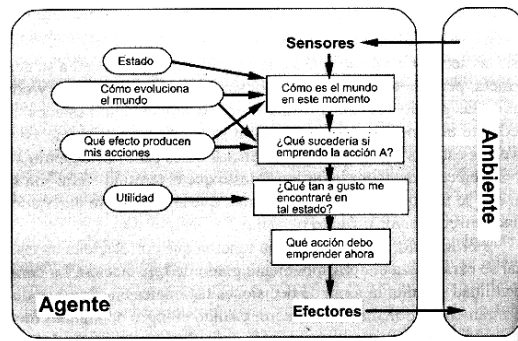 Sensores
Estado
Cómo evoluciona
el mundo
Cómo es el mundo
en este momento
Qué efecto producen
mis acciones
¿Qué sucedería si
emprendo la acción A?
Utilidad
¿Qué tan a gusto me
encontraré en
tal estado?
Qué acción debo
emprender ahora
Agente
Efectores
Ambiente